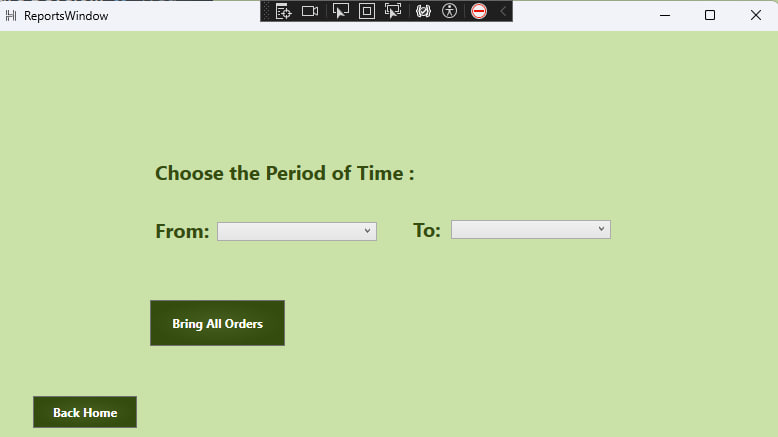 ReportsWindow
Choose the Period of Time :
From:
To:
Bring All Orders
Back Home